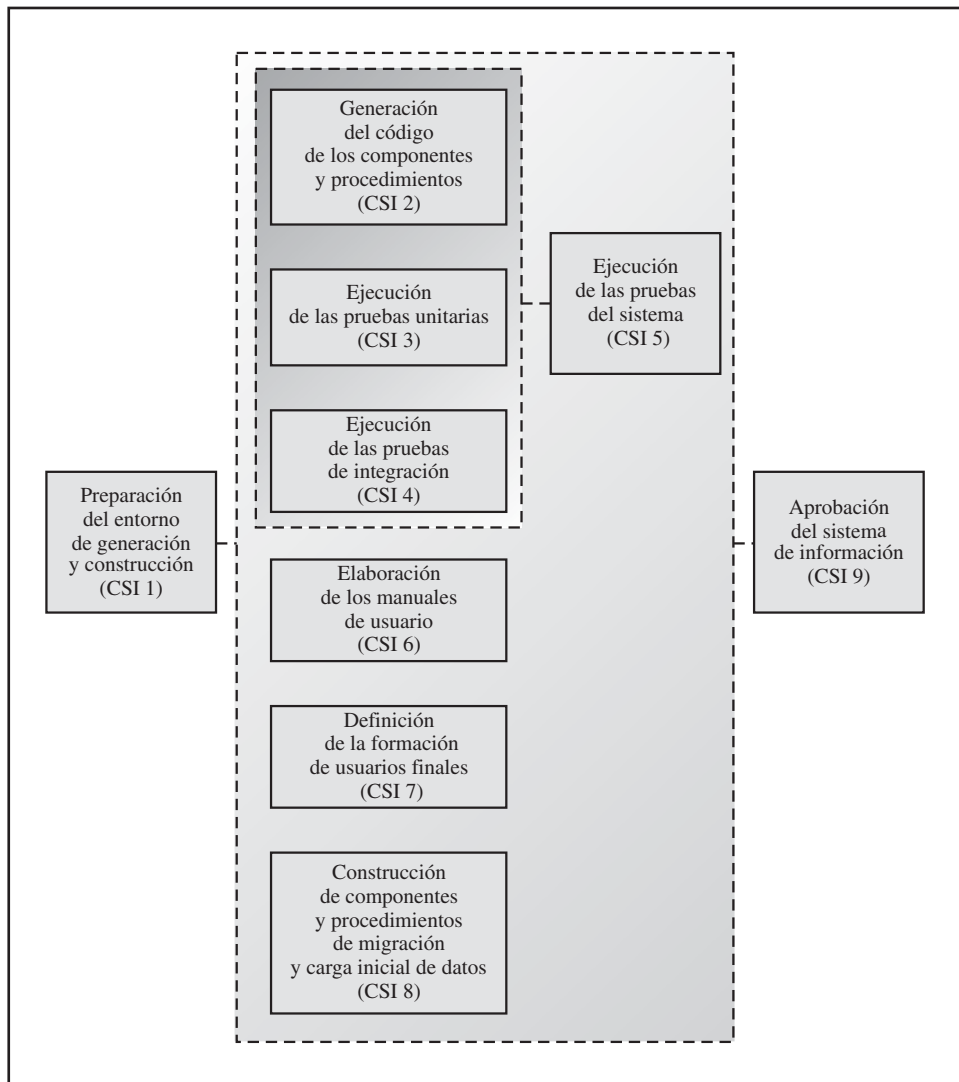 Generación
del código
de los componentes
y procedimientos
(CSI 2)
Ejecución
de las pruebas unitarias
(CSI 3)
Ejecución
de las pruebas
de integración
(CSI 4)
Ejecución
de las pruebas
del sistema
(CSI 5)
Preparación
del entorno
de generación
y construcción
(CSI 1)
Elaboración
de los manuales
de usuario
(CSI 6)
Definición
de la formación
de usuarios finales
(CSI 7)
Construcción
de componentes
y procedimientos
de migración
y carga inicial de datos
(CSI 8)
Aprobación
del sistema
de información
(CSI 9)